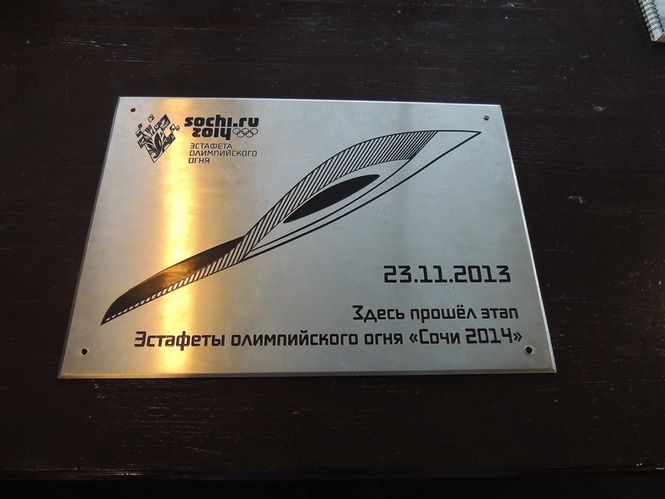 sochi.ru
2014
ЭСТАФЕТА
ОЛИМПИЙСКОГО
ОГНЯ
23.11.2013
Здесь прошёл этап
Эстафеты олимпийского огня «Сочи 2014»